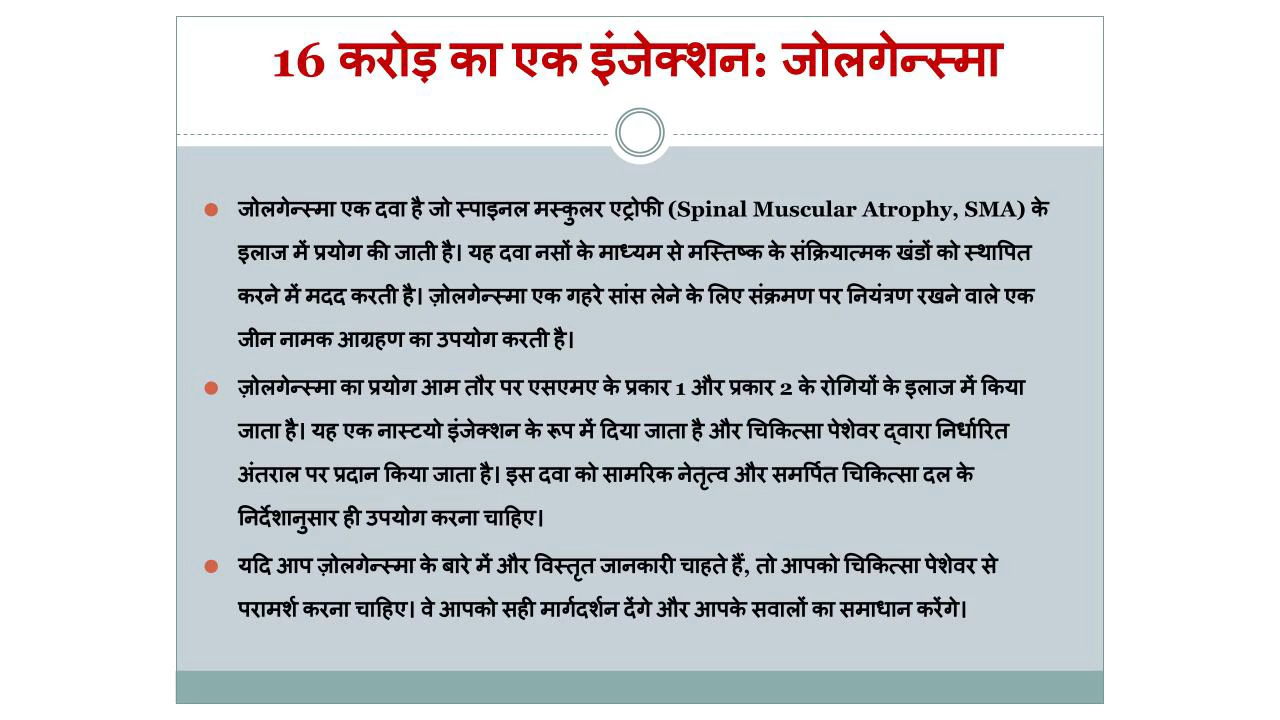 16 करोड़ का एक इंजेक्शन: जोलगेन्स्मा
जोलगेन्स्मा एक दवा है जो स्पाइनल मस्कुलर एट्रोफी (Spinal Muscular Atrophy, SMA) के
इलाज में प्रयोग की जाती है। यह दवा नसों के माध्यम से मस्तिष्क के संक्रियात्मक खंडों को स्थापित
करने में मदद करती है। ज़ोलगेन्स्मा एक गहरे सांस लेने के लिए संक्रमण पर नियंत्रण रखने वाले एक
जीन नामक आग्रहण का उपयोग करती है।
ज़ोलगेन्स्मा का प्रयोग आम तौर पर एसएमए के प्रकार 1 और प्रकार 2 के रोगियों के इलाज में किया
जाता है। यह एक नास्टयो इंजेक्शन के रूप में दिया जाता है और चिकित्सा पेशेवर द्वारा निर्धारित
अंतराल पर प्रदान किया जाता है। इस दवा को सामरिक नेतृत्व और समर्पित चिकित्सा दल के
निर्देशानुसार ही उपयोग करना चाहिए।
यदि आप ज़ोलगेन्स्मा के बारे में और विस्तृत जानकारी चाहते हैं, तो आपको चिकित्सा पेशेवर से
परामर्श करना चाहिए। वे आपको सही मार्गदर्शन देंगे और आपके सवालों का समाधान करेंगे।